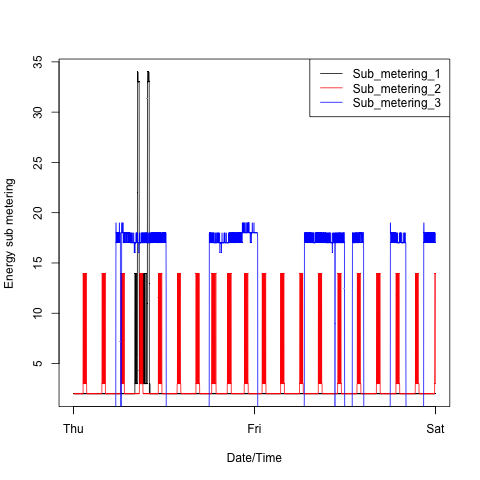 Sub_metering_1
Sub_metering_2
Sub_metering_3
Energy sub metering
35
30
25
20
15
10
5
Thu Fri Sat
Date/Time